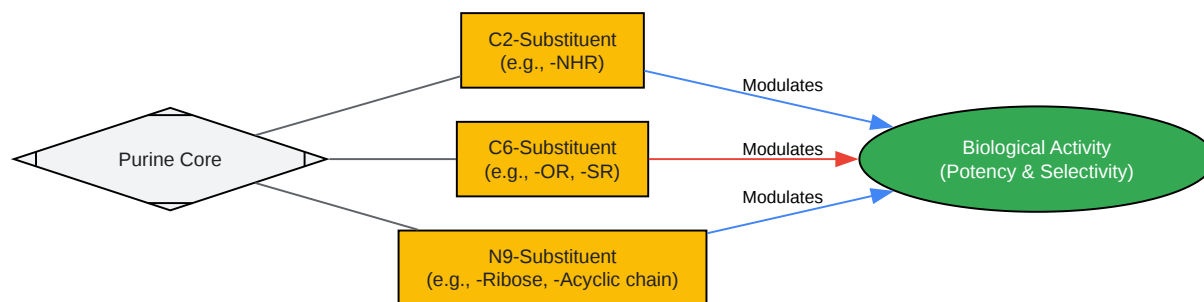 Purine Core
C2-Substituent
(e.g., -NHR)
C6-Substituent
(e.g., -OR, -SR)
N9-Substituent
(e.g., -Ribose, -Acyclic chain)
Modulates
Modulates
Modulates
Biological Activity
(Potency & Selectivity)